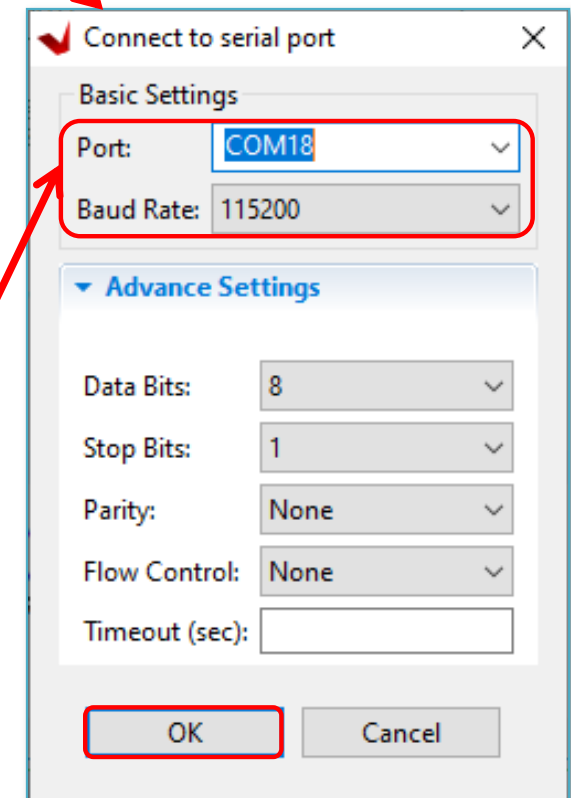 Connect to serial port
Basic Settings
Port: COM18
Baud Rate: 115200
Advance Settings
Data Bits: 8
Stop Bits: 1
Parity: None
Flow Control: None
Timeout (sec):
OK Cancel